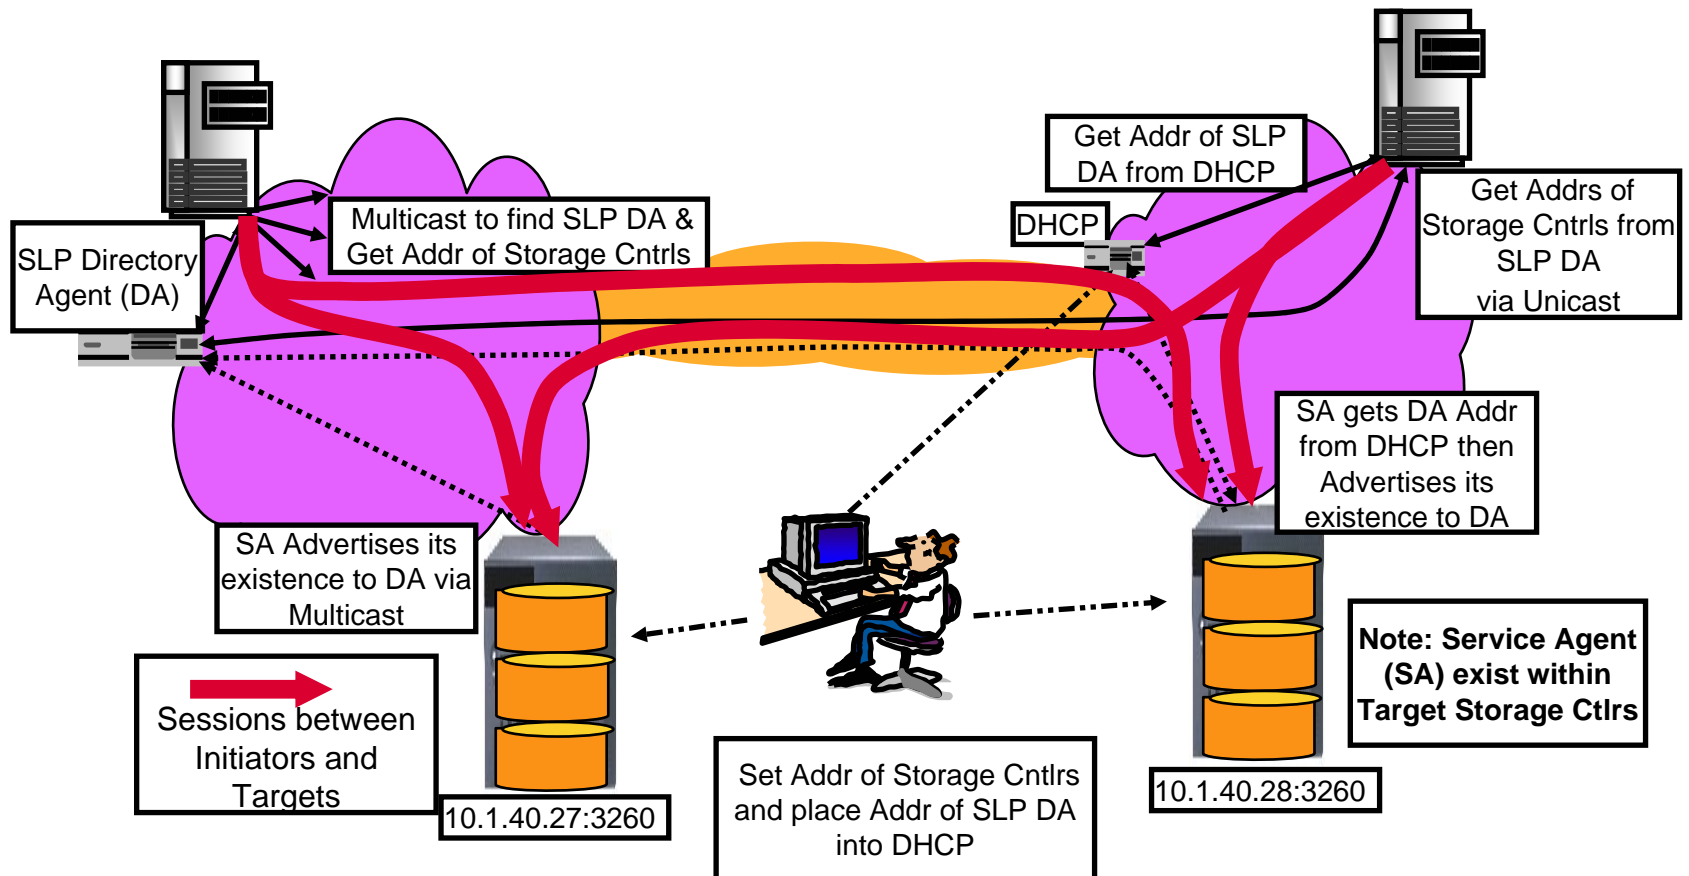 Get Addr of SLP
DA from DHCP
Multicast to find SLP DA &
Get Addr of Storage Cntrls
DHCP
Get Addrs of
Storage Cntrls from
SLP DA
via Unicast
SLP Directory
Agent (DA)
SA gets DA Addr
from DHCP then
Advertises its
existence to DA
SA Advertises its
existence to DA via
Multicast
Note: Service Agent
(SA) exist within
Target Storage Ctlrs
Sessions between
Initiators and
Targets
Set Addr of Storage Cntlrs
and place Addr of SLP DA
into DHCP
10.1.40.27:3260
10.1.40.28:3260